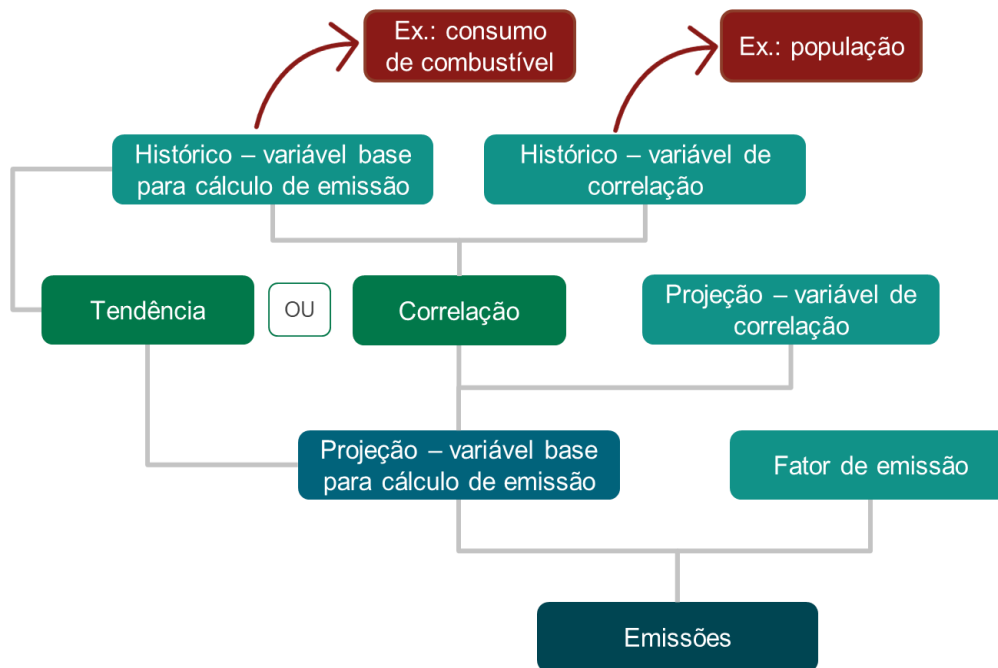 Ex.: consumo
de combustível
Ex.: população
Histórico – variável base
para cálculo de emissão
Histórico – variável de
correlação
Tendência
OU
Correlação
Projeção – variável de
correlação
Projeção – variável base
para cálculo de emissão
Fator de emissão
Emissões